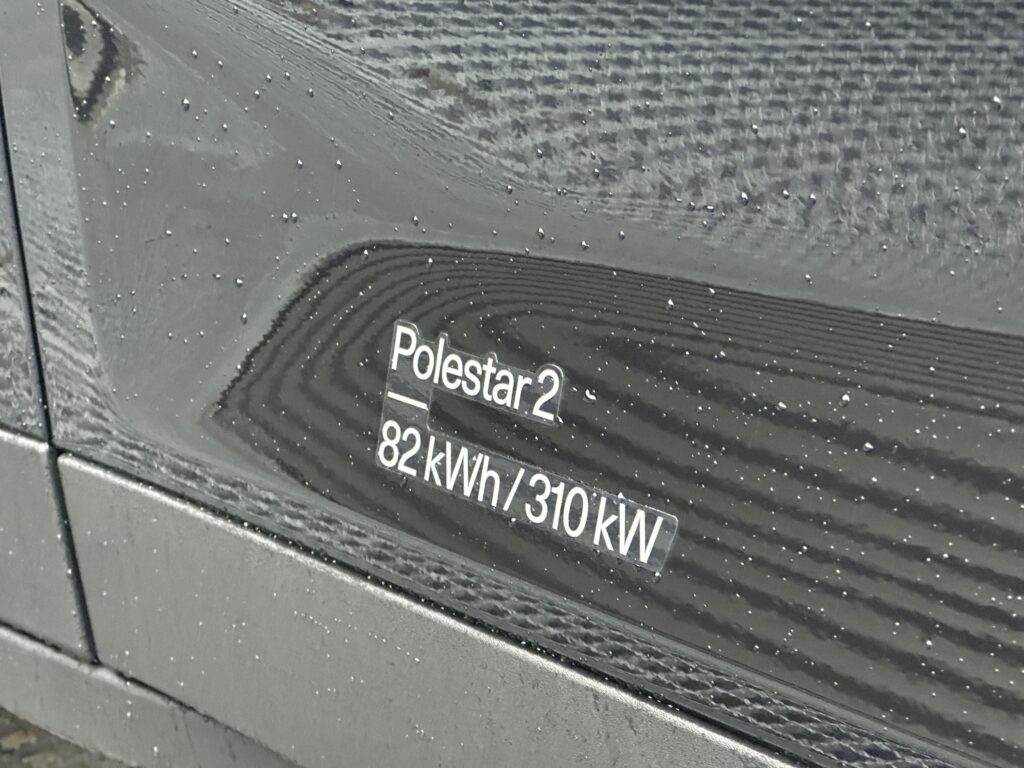 Polestar 2
—
82 kWh / 310 kW